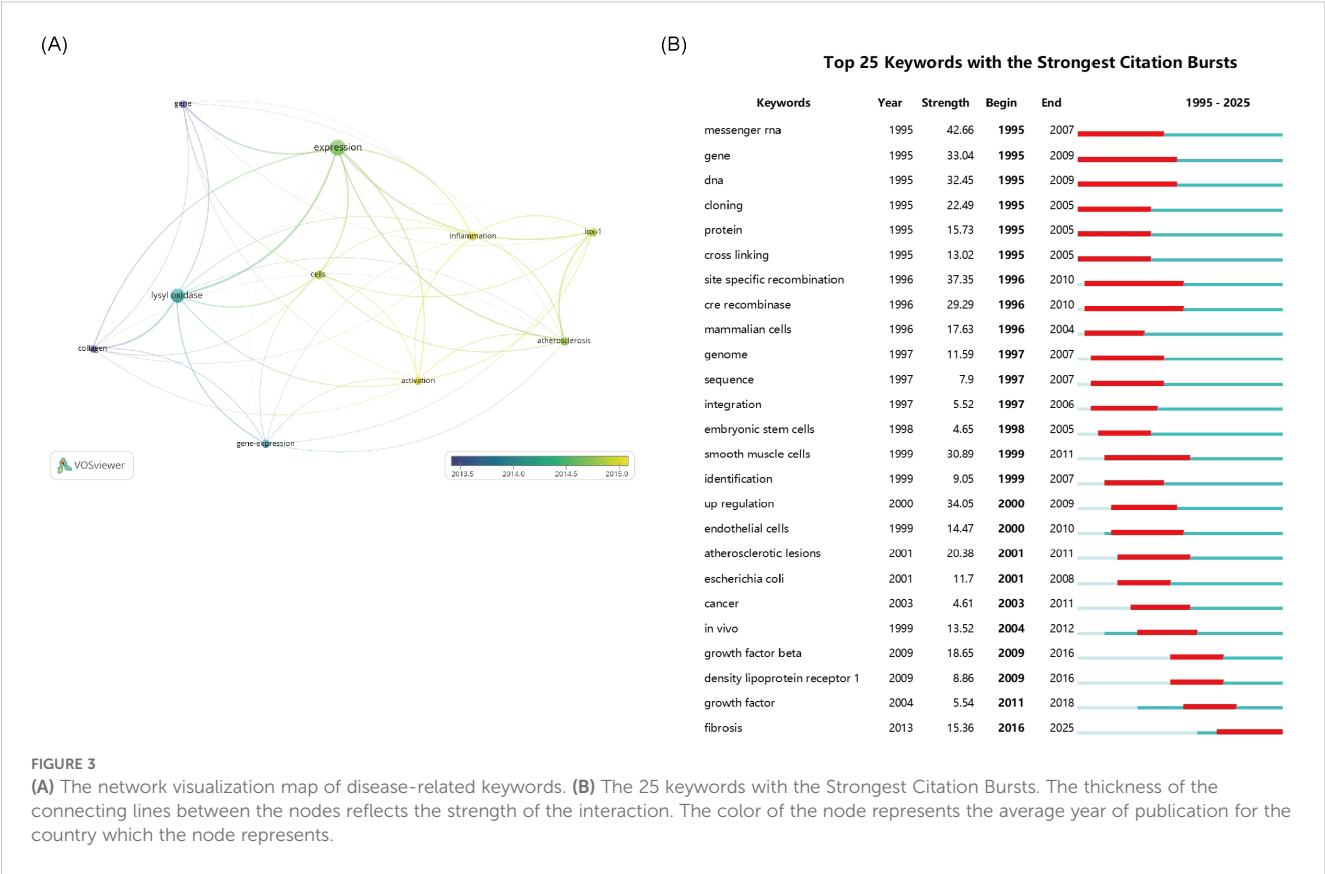 (A)
gene
expression
inflammation
lox-1
cells
lysyl oxidase
atherosclerosis
collagen
activation
gene-expression
VOSviewer
2013.5 2014.0 2014.5 2015.0
(B)
Top 25 Keywords with the Strongest Citation Bursts
Keywords Year Strength Begin End 1995 - 2025
messenger rna 1995 42.66 1995 2007
gene 1995 33.04 1995 2009
dna 1995 32.45 1995 2009
cloning 1995 22.49 1995 2005
protein 1995 15.73 1995 2005
cross linking 1995 13.02 1995 2005
site specific recombination 1996 37.35 1996 2010
cre recombinase 1996 29.29 1996 2010
mammalian cells 1996 17.63 1996 2004
genome 1997 11.59 1997 2007
sequence 1997 7.9 1997 2007
integration 1997 5.52 1997 2006
embryonic stem cells 1998 4.65 1998 2005
smooth muscle cells 1999 30.89 1999 2011
identification 1999 9.05 1999 2007
up regulation 2000 34.05 2000 2009
endothelial cells 1999 14.47 2000 2010
atherosclerotic lesions 2001 20.38 2001 2011
escherichia coli 2001 11.7 2001 2008
cancer 2003 4.61 2003 2011
in vivo 1999 13.52 2004 2012
growth factor beta 2009 18.65 2009 2016
density lipoprotein receptor 1 2009 8.86 2009 2016
growth factor 2004 5.54 2011 2018
fibrosis 2013 15.36 2016 2025
FIGURE 3
(A) The network visualization map of disease-related keywords. (B) The 25 keywords with the Strongest Citation Bursts. The thickness of the
connecting lines between the nodes reflects the strength of the interaction. The color of the node represents the average year of publication for the
country which the node represents.